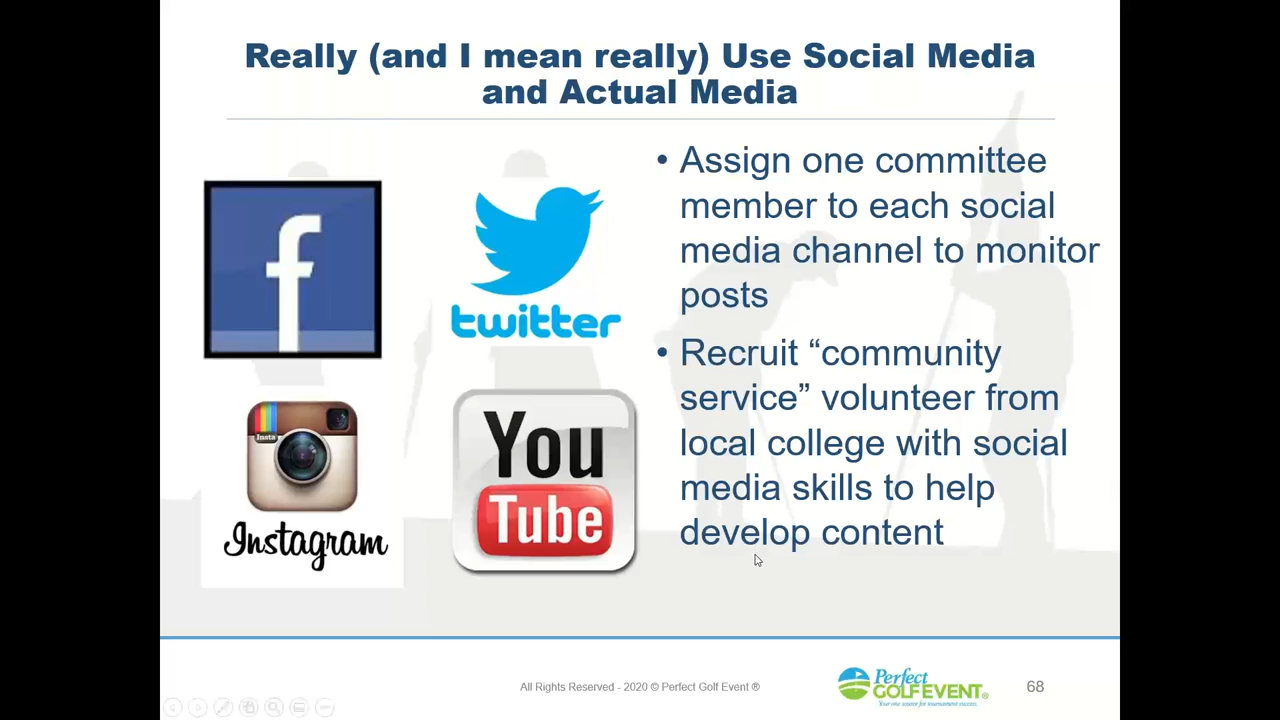 Really (and I mean really) Use Social Media
and Actual Media
f
twitter
Insta
Instagram
You
Tube
• Assign one committee
member to each social
media channel to monitor
posts
• Recruit “community
service” volunteer from
local college with social
media skills to help
develop content
All Rights Reserved - 2020 © Perfect Golf Event ®
Perfect
GOLF EVENT®
Your one source for tournament success
68